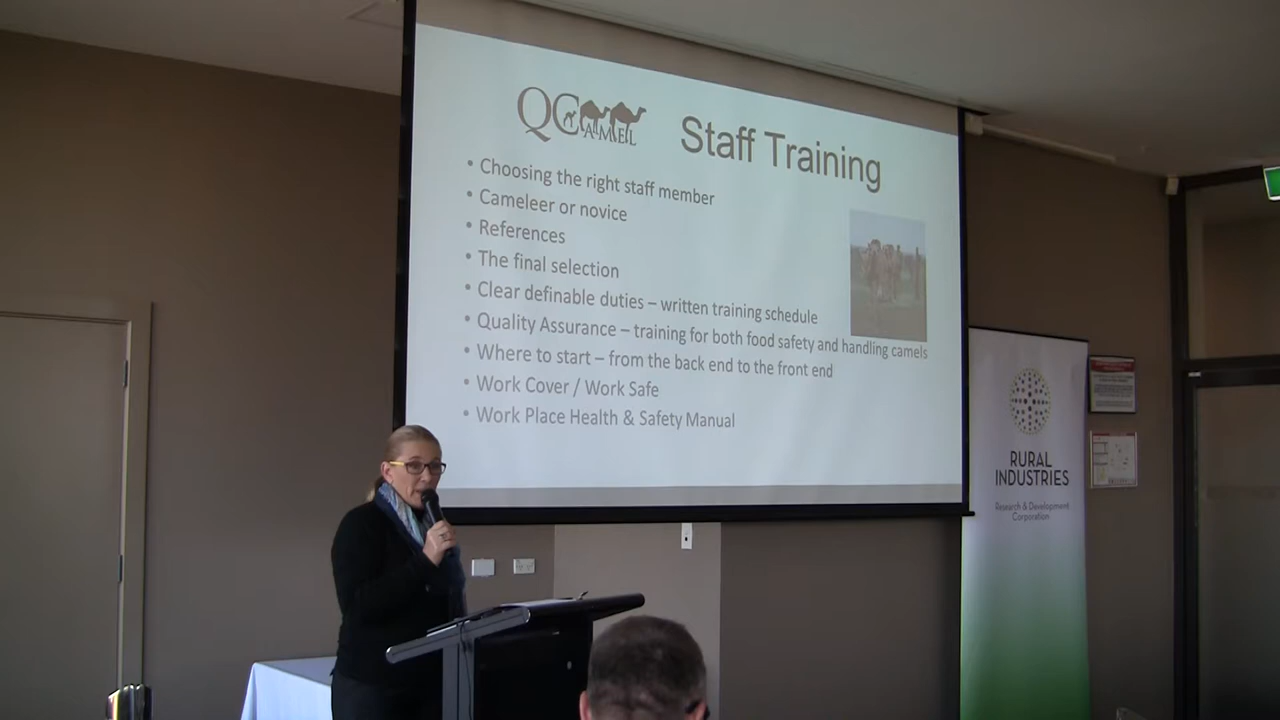 QCAMEL
Staff Training
• Choosing the right staff member
• Cameleer or novice
• References
• The final selection
• Clear definable duties – written training schedule
• Quality Assurance – training for both food safety and handling camels
• Where to start – from the back end to the front end
• Work Cover / Work Safe
• Work Place Health & Safety Manual
RURAL
INDUSTRIES
Research & Development
Corporation